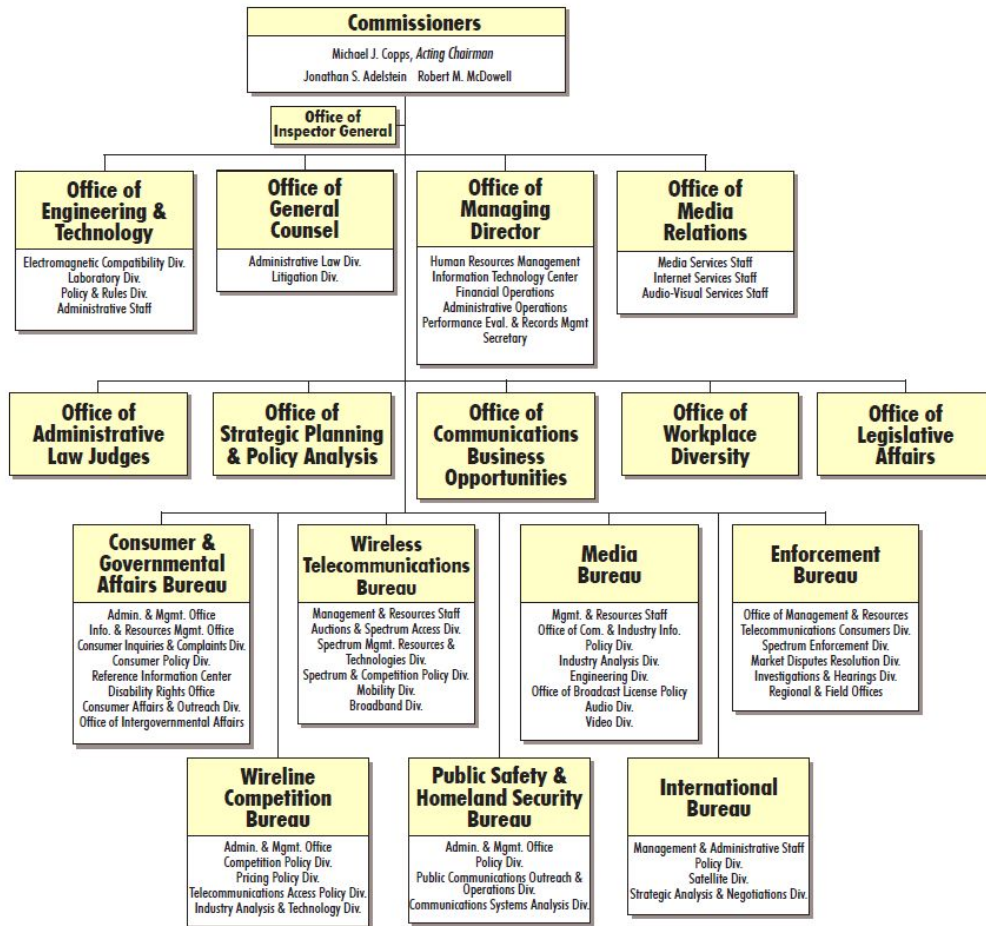 Commissioners
Michael J. Copps, Acting Chairman
Jonathan S. Adelstein Robert M. McDowell
Office of
Inspector General
Office of
Engineering &
Technology
Electromagnetic Compatibility Div.
Laboratory Div.
Policy & Rules Div.
Administrative Staff
Office of
General
Counsel
Administrative Law Div.
Litigation Div.
Office of
Managing
Director
Human Resources Management
Information Technology Center
Financial Operations
Administrative Operations
Performance Eval. & Records Mgmt
Secretary
Office of
Media
Relations
Media Services Staff
Internet Services Staff
Audio-Visual Services Staff
Office of
Administrative
Law Judges
Office of
Strategic Planning
& Policy Analysis
Office of
Communications
Business
Opportunities
Office of
Workplace
Diversity
Office of
Legislative
Affairs
Consumer &
Governmental
Affairs Bureau
Admin. & Mgmt. Office
Info. & Resources Mgmt. Office
Consumer Inquiries & Complaints Div.
Consumer Policy Div.
Reference Information Center
Disability Rights Office
Consumer Affairs & Outreach Div.
Office of Intergovernmental Affairs
Wireless
Telecommunications
Bureau
Management & Resources Staff
Auctions & Spectrum Access Div.
Spectrum Mgmt. Resources &
Technologies Div.
Spectrum & Competition Policy Div.
Mobility Div.
Broadband Div.
Media
Bureau
Mgmt. & Resources Staff
Office of Com. & Industry Info.
Policy Div.
Industry Analysis Div.
Engineering Div.
Office of Broadcast License Policy
Audio Div.
Video Div.
Enforcement
Bureau
Office of Management & Resources
Telecommunications Consumers Div.
Spectrum Enforcement Div.
Market Disputes Resolution Div.
Investigations & Hearings Div.
Regional & Field Offices
Wireline
Competition
Bureau
Admin. & Mgmt. Office
Competition Policy Div.
Pricing Policy Div.
Telecommunications Access Policy Div.
Industry Analysis & Technology Div.
Public Safety &
Homeland Security
Bureau
Admin. & Mgmt. Office
Policy Div.
Public Communications Outreach &
Operations Div.
Communications Systems Analysis Div.
International
Bureau
Management & Administrative Staff
Policy Div.
Satellite Div.
Strategic Analysis & Negotiations Div.